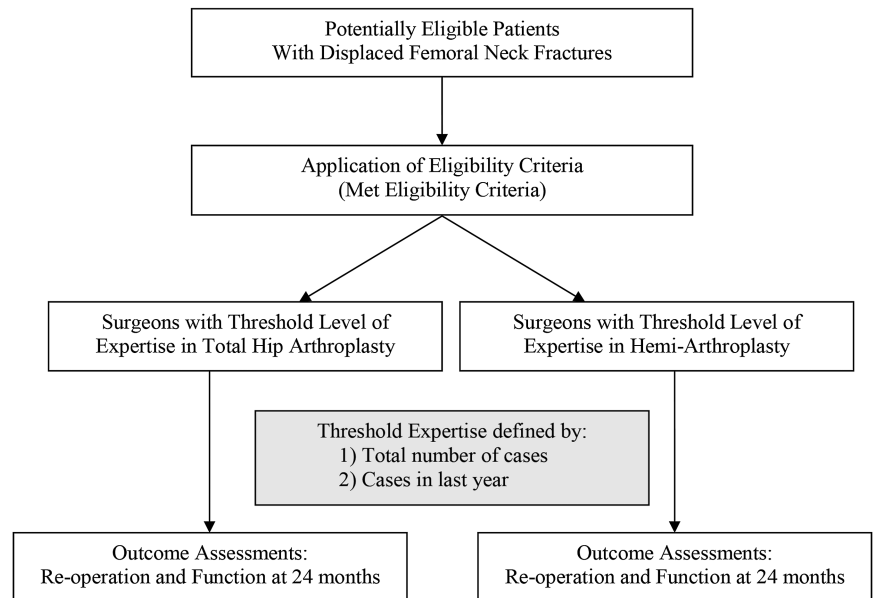 Potentially Eligible Patients
With Displaced Femoral Neck Fractures
Application of Eligibility Criteria
(Met Eligibility Criteria)
Surgeons with Threshold Level of
Expertise in Total Hip Arthroplasty
Surgeons with Threshold Level of
Expertise in Hemi-Arthroplasty
Threshold Expertise defined by:
1) Total number of cases
2) Cases in last year
Outcome Assessments:
Re-operation and Function at 24 months
Outcome Assessments:
Re-operation and Function at 24 months